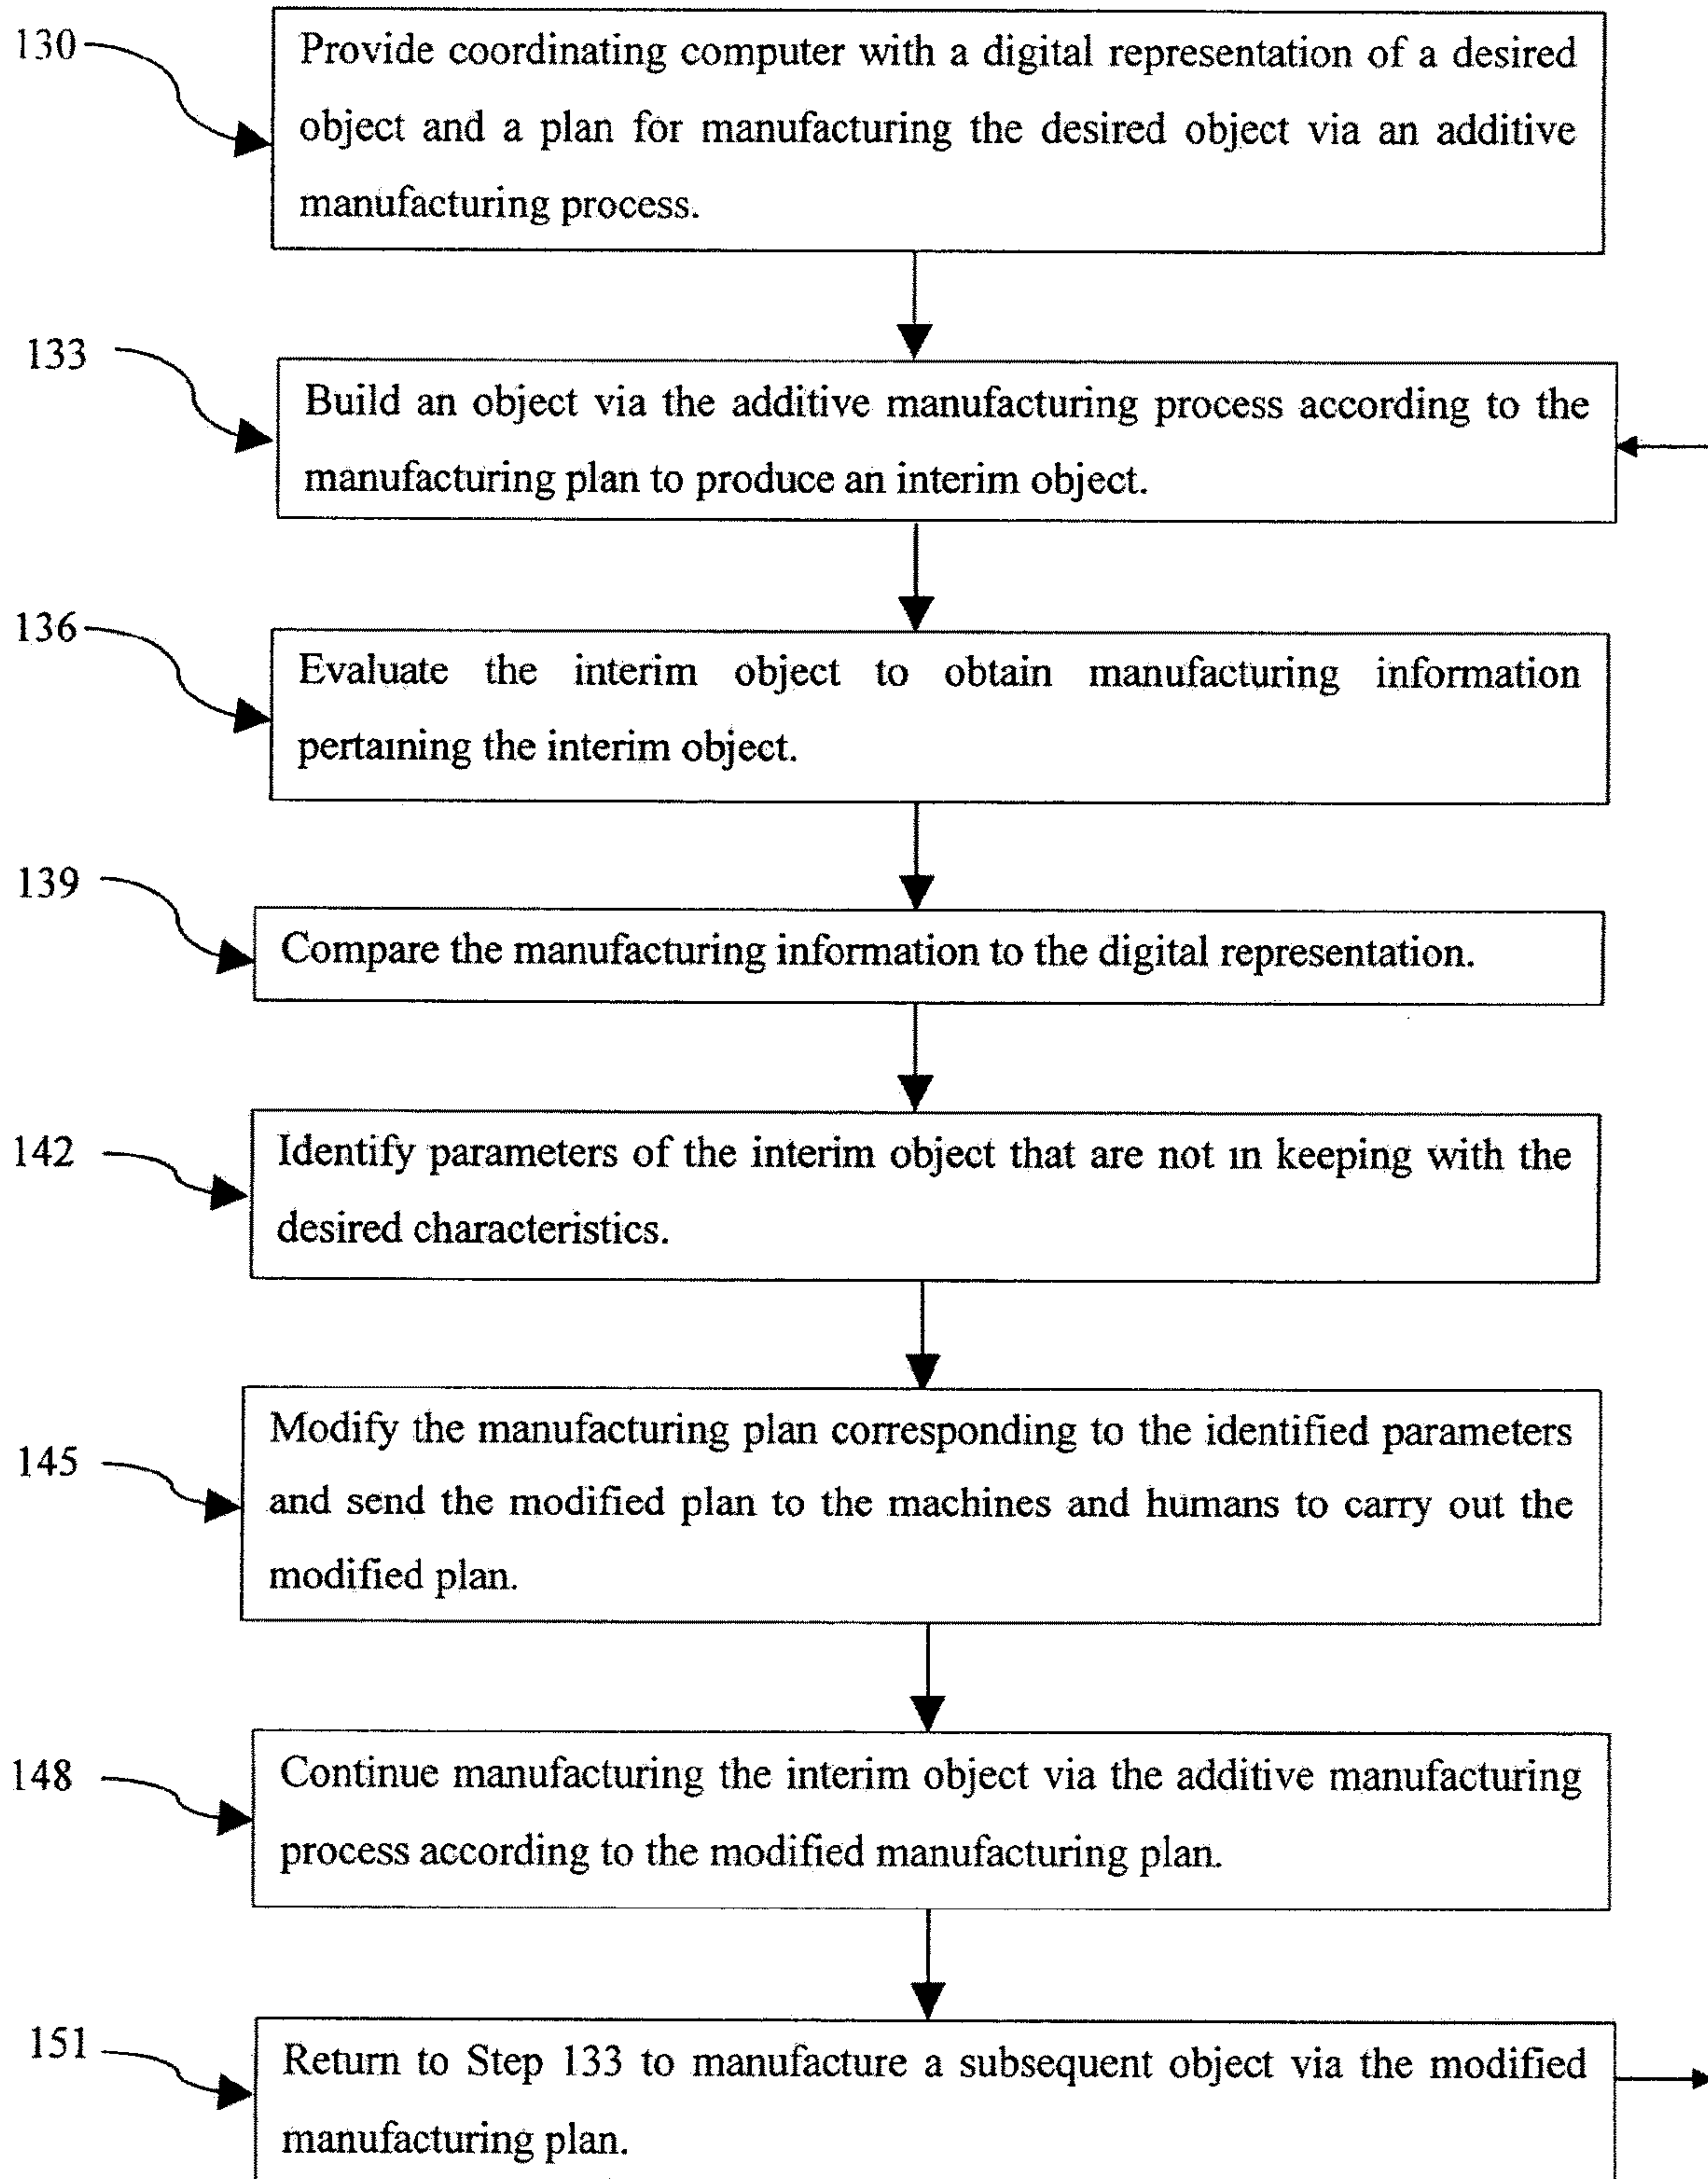 130
Provide coordinating computer with a digital representation of a desired
object and a plan for manufacturing the desired object via an additive
manufacturing process.
133
Build an object via the additive manufacturing process according to the
manufacturing plan to produce an interim object.
136
Evaluate the interim object to obtain manufacturing information
pertaining the interim object.
139
Compare the manufacturing information to the digital representation.
142
Identify parameters of the interim object that are not in keeping with the
desired characteristics.
145
Modify the manufacturing plan corresponding to the identified parameters
and send the modified plan to the machines and humans to carry out the
modified plan.
148
Continue manufacturing the interim object via the additive manufacturing
process according to the modified manufacturing plan.
151
Return to Step 133 to manufacture a subsequent object via the modified
manufacturing plan.